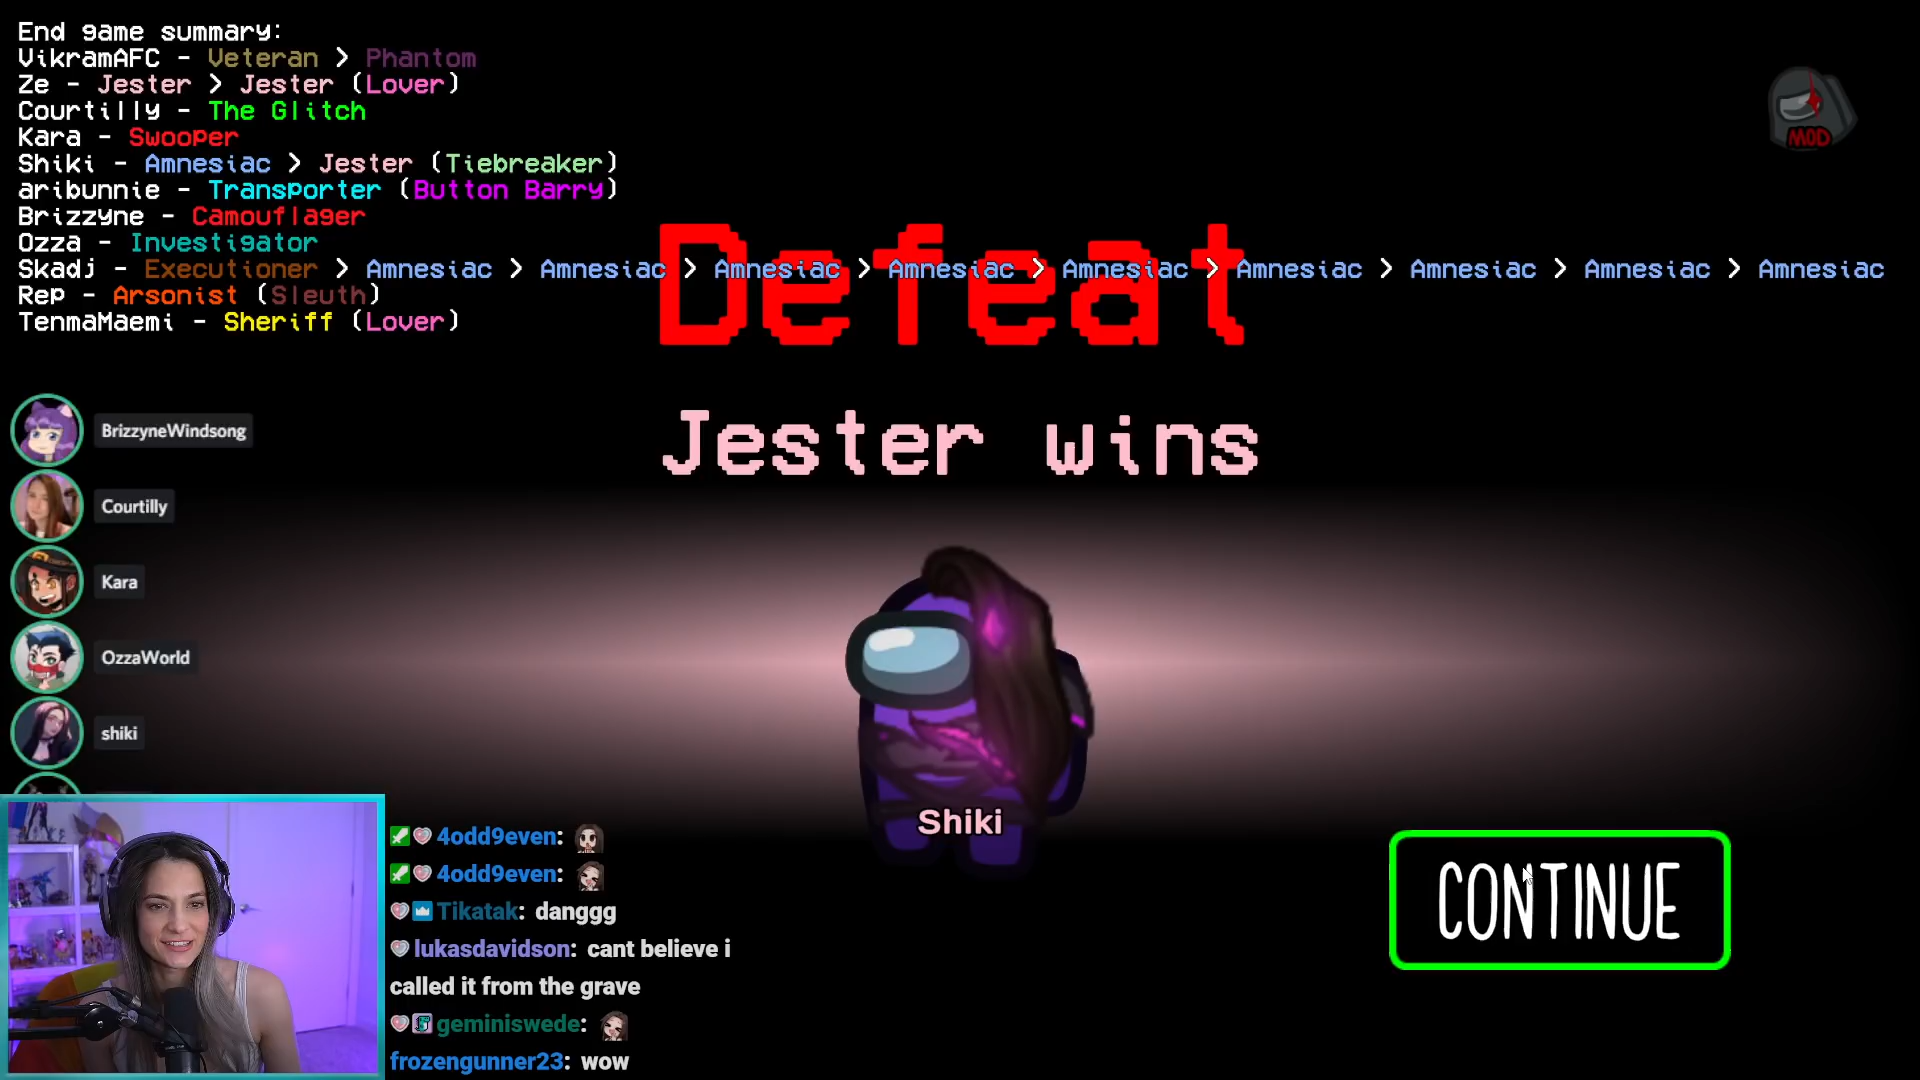 End game summary:
VikramAFC - Veteran > Phantom
Ze - Jester > Jester (Lover)
Courtilly - The Glitch
Kara - Swooper
Shiki - Amnesiac > Jester (Tiebreaker)
aribunnie - Transporter (Button Barry)
Brizzyne - Camouflager
Ozza - Investigator
Skadj - Executioner > Amnesiac > Amnesiac > Amnesiac > Amnesiac > Amnesiac > Amnesiac > Amnesiac > Amnesiac > Amnesiac
Rep - Arsonist (Sleuth)
TenmaMaemi - Sheriff (Lover)
MOD
Defeat
Jester wins
BrizzyneWindsong
Courtilly
Kara
OzzaWorld
shiki
Shiki
CONTINUE
4odd9even:
4odd9even:
Tikatak: danggg
lukasdavidson: cant believe i
called it from the grave
geminiswede:
frozengunner23: wow